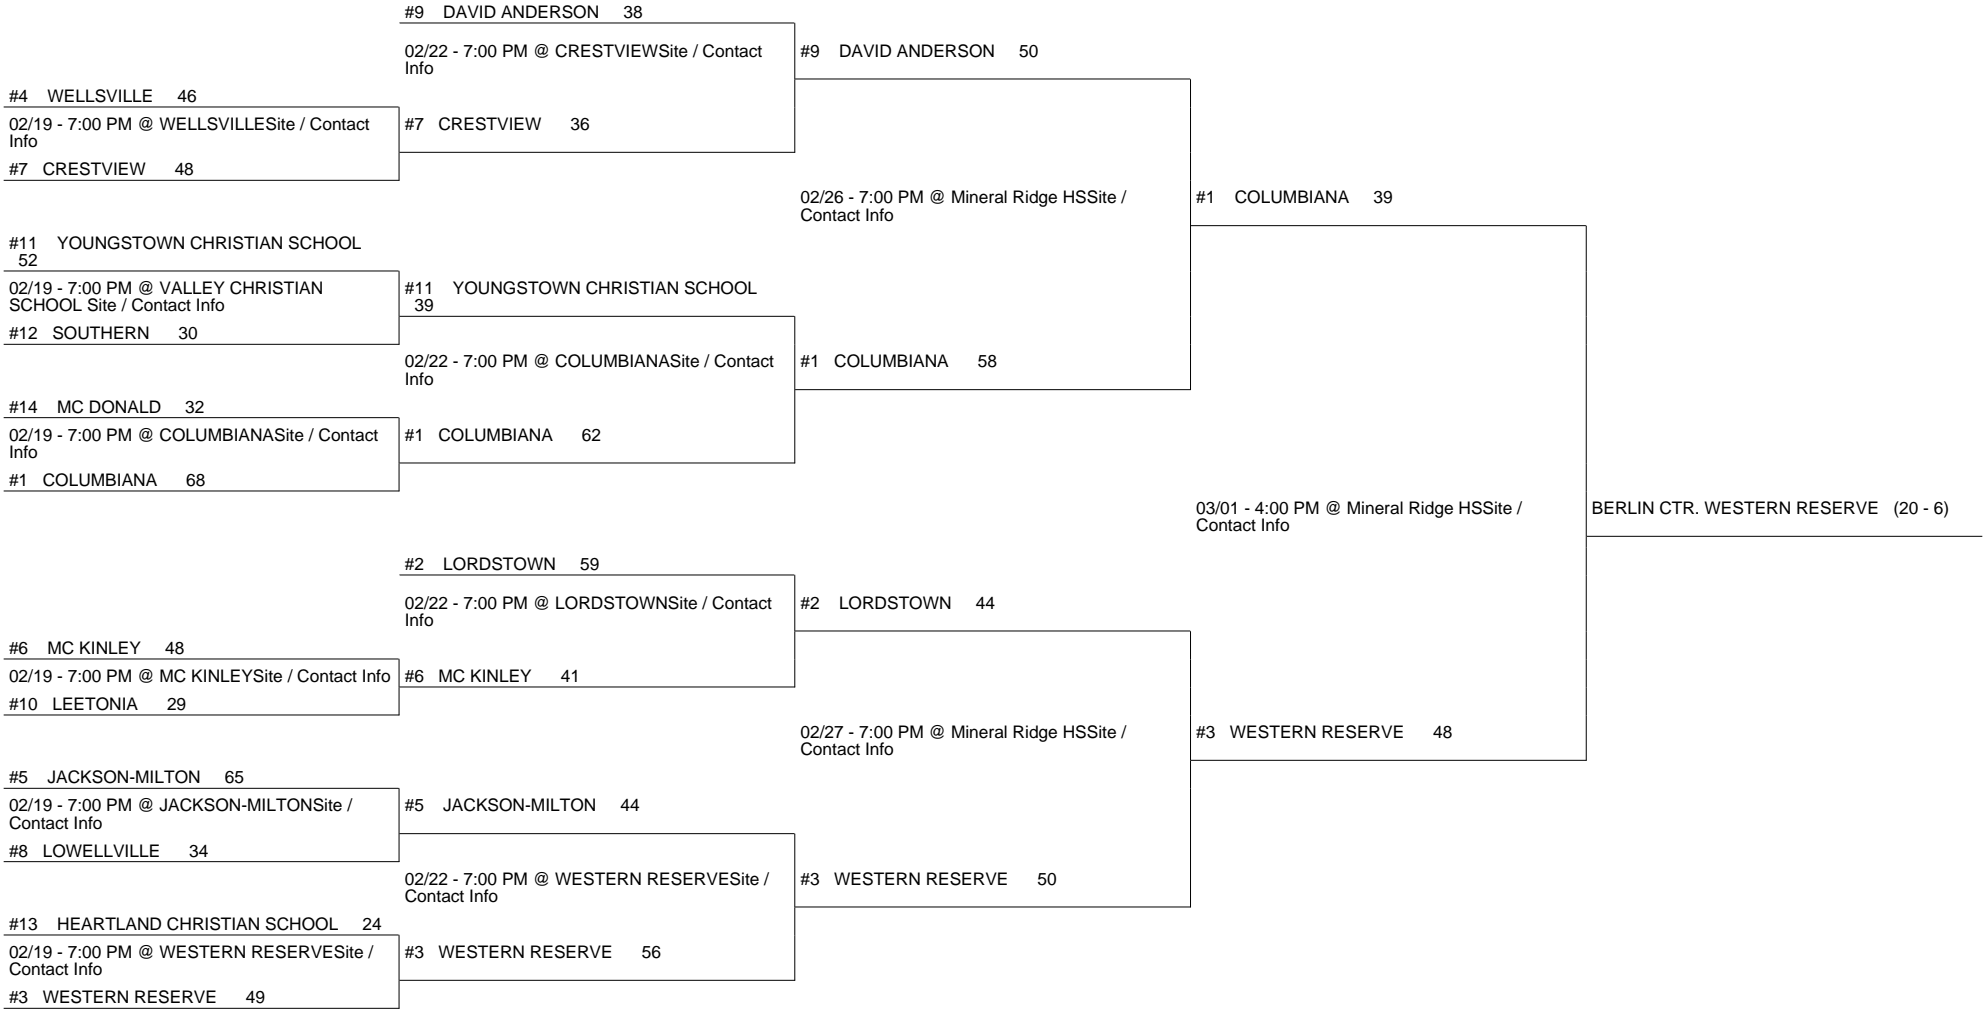 #9 DAVID ANDERSON 38
02/22 - 7:00 PM @ CRESTVIEWSite / Contact
Info
#9 DAVID ANDERSON 50
#4 WELLSVILLE 46
02/19 - 7:00 PM @ WELLSVILLESite / Contact
Info
#7 CRESTVIEW 36
#7 CRESTVIEW 48
02/26 - 7:00 PM @ Mineral Ridge HSSite /
Contact Info
#1 COLUMBIANA 39
#11 YOUNGSTOWN CHRISTIAN SCHOOL
52
02/19 - 7:00 PM @ VALLEY CHRISTIAN
SCHOOL Site / Contact Info
#11 YOUNGSTOWN CHRISTIAN SCHOOL
39
#12 SOUTHERN 30
02/22 - 7:00 PM @ COLUMBIANASite / Contact
Info
#1 COLUMBIANA 58
#14 MC DONALD 32
02/19 - 7:00 PM @ COLUMBIANASite / Contact
Info
#1 COLUMBIANA 62
#1 COLUMBIANA 68
03/01 - 4:00 PM @ Mineral Ridge HSSite /
Contact Info
BERLIN CTR. WESTERN RESERVE (20 - 6)
#2 LORDSTOWN 59
02/22 - 7:00 PM @ LORDSTOWNSite / Contact
Info
#2 LORDSTOWN 44
#6 MC KINLEY 48
02/19 - 7:00 PM @ MC KINLEYSite / Contact Info
#6 MC KINLEY 41
#10 LEETONIA 29
02/27 - 7:00 PM @ Mineral Ridge HSSite /
Contact Info
#3 WESTERN RESERVE 48
#5 JACKSON-MILTON 65
02/19 - 7:00 PM @ JACKSON-MILTONSite /
Contact Info
#5 JACKSON-MILTON 44
#8 LOWELLVILLE 34
02/22 - 7:00 PM @ WESTERN RESERVESite /
Contact Info
#3 WESTERN RESERVE 50
#13 HEARTLAND CHRISTIAN SCHOOL 24
02/19 - 7:00 PM @ WESTERN RESERVESite /
Contact Info
#3 WESTERN RESERVE 56
#3 WESTERN RESERVE 49